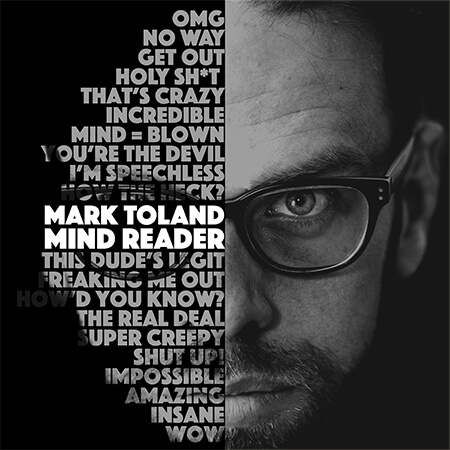 OMG
NO WAY
GET OUT
HOLY SH*T
THAT'S CRAZY
INCREDIBLE
MIND = BLOWN
YOU'RE THE DEVIL
I'M SPEECHLESS
HOW THE HECK?
MARK TOLAND
MIND READER
THIS DUDE'S LEGIT
FREAKING ME OUT
HOW'D YOU KNOW?
THE REAL DEAL
SUPER CREEPY
SHUT UP!
IMPOSSIBLE
AMAZING
INSANE
WOW